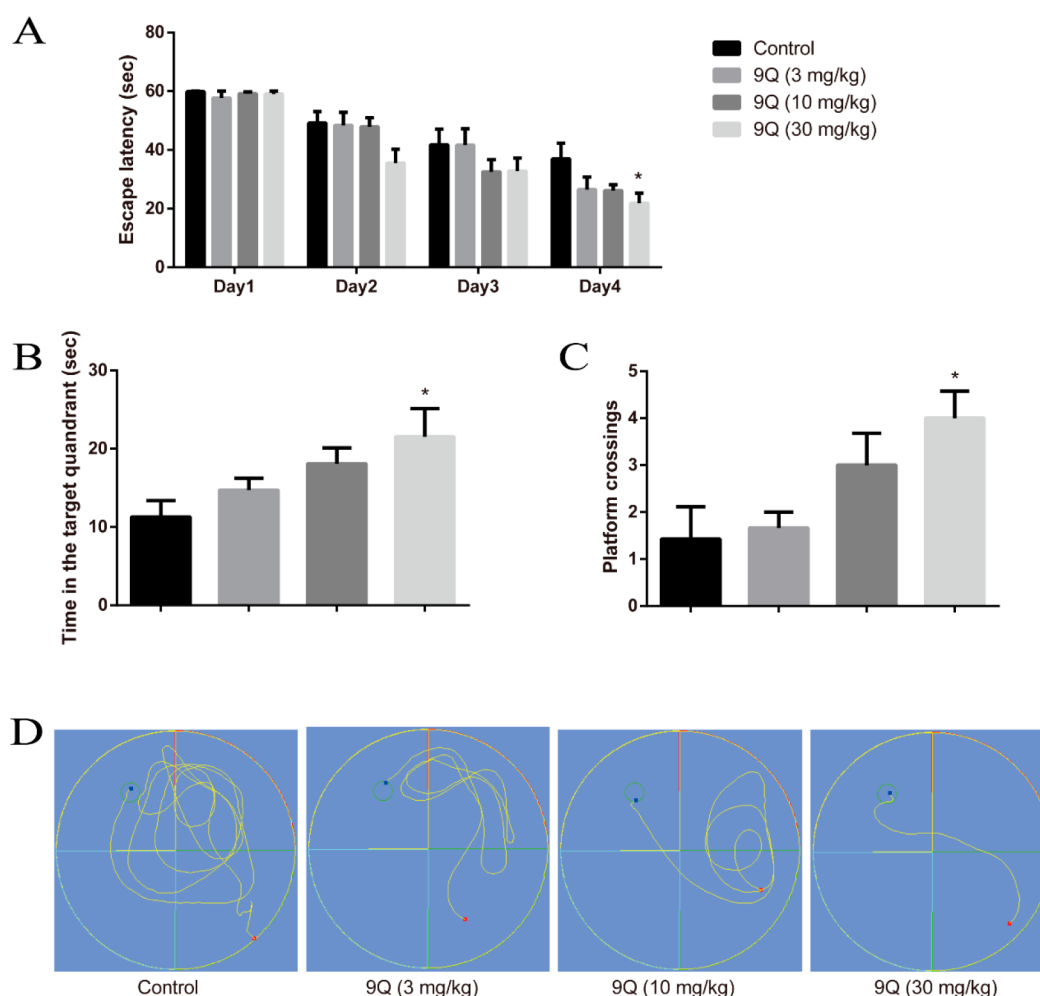 A
Escape latency (sec)
80
60
40
20
0
Day1 Day2 Day3 Day4
*
Control
9Q (3 mg/kg)
9Q (10 mg/kg)
9Q (30 mg/kg)
B
Time in the target quandrant (sec)
30
20
10
0
*
C
Platform crossings
5
4
3
2
1
0
*
D
Control 9Q (3 mg/kg) 9Q (10 mg/kg) 9Q (30 mg/kg)